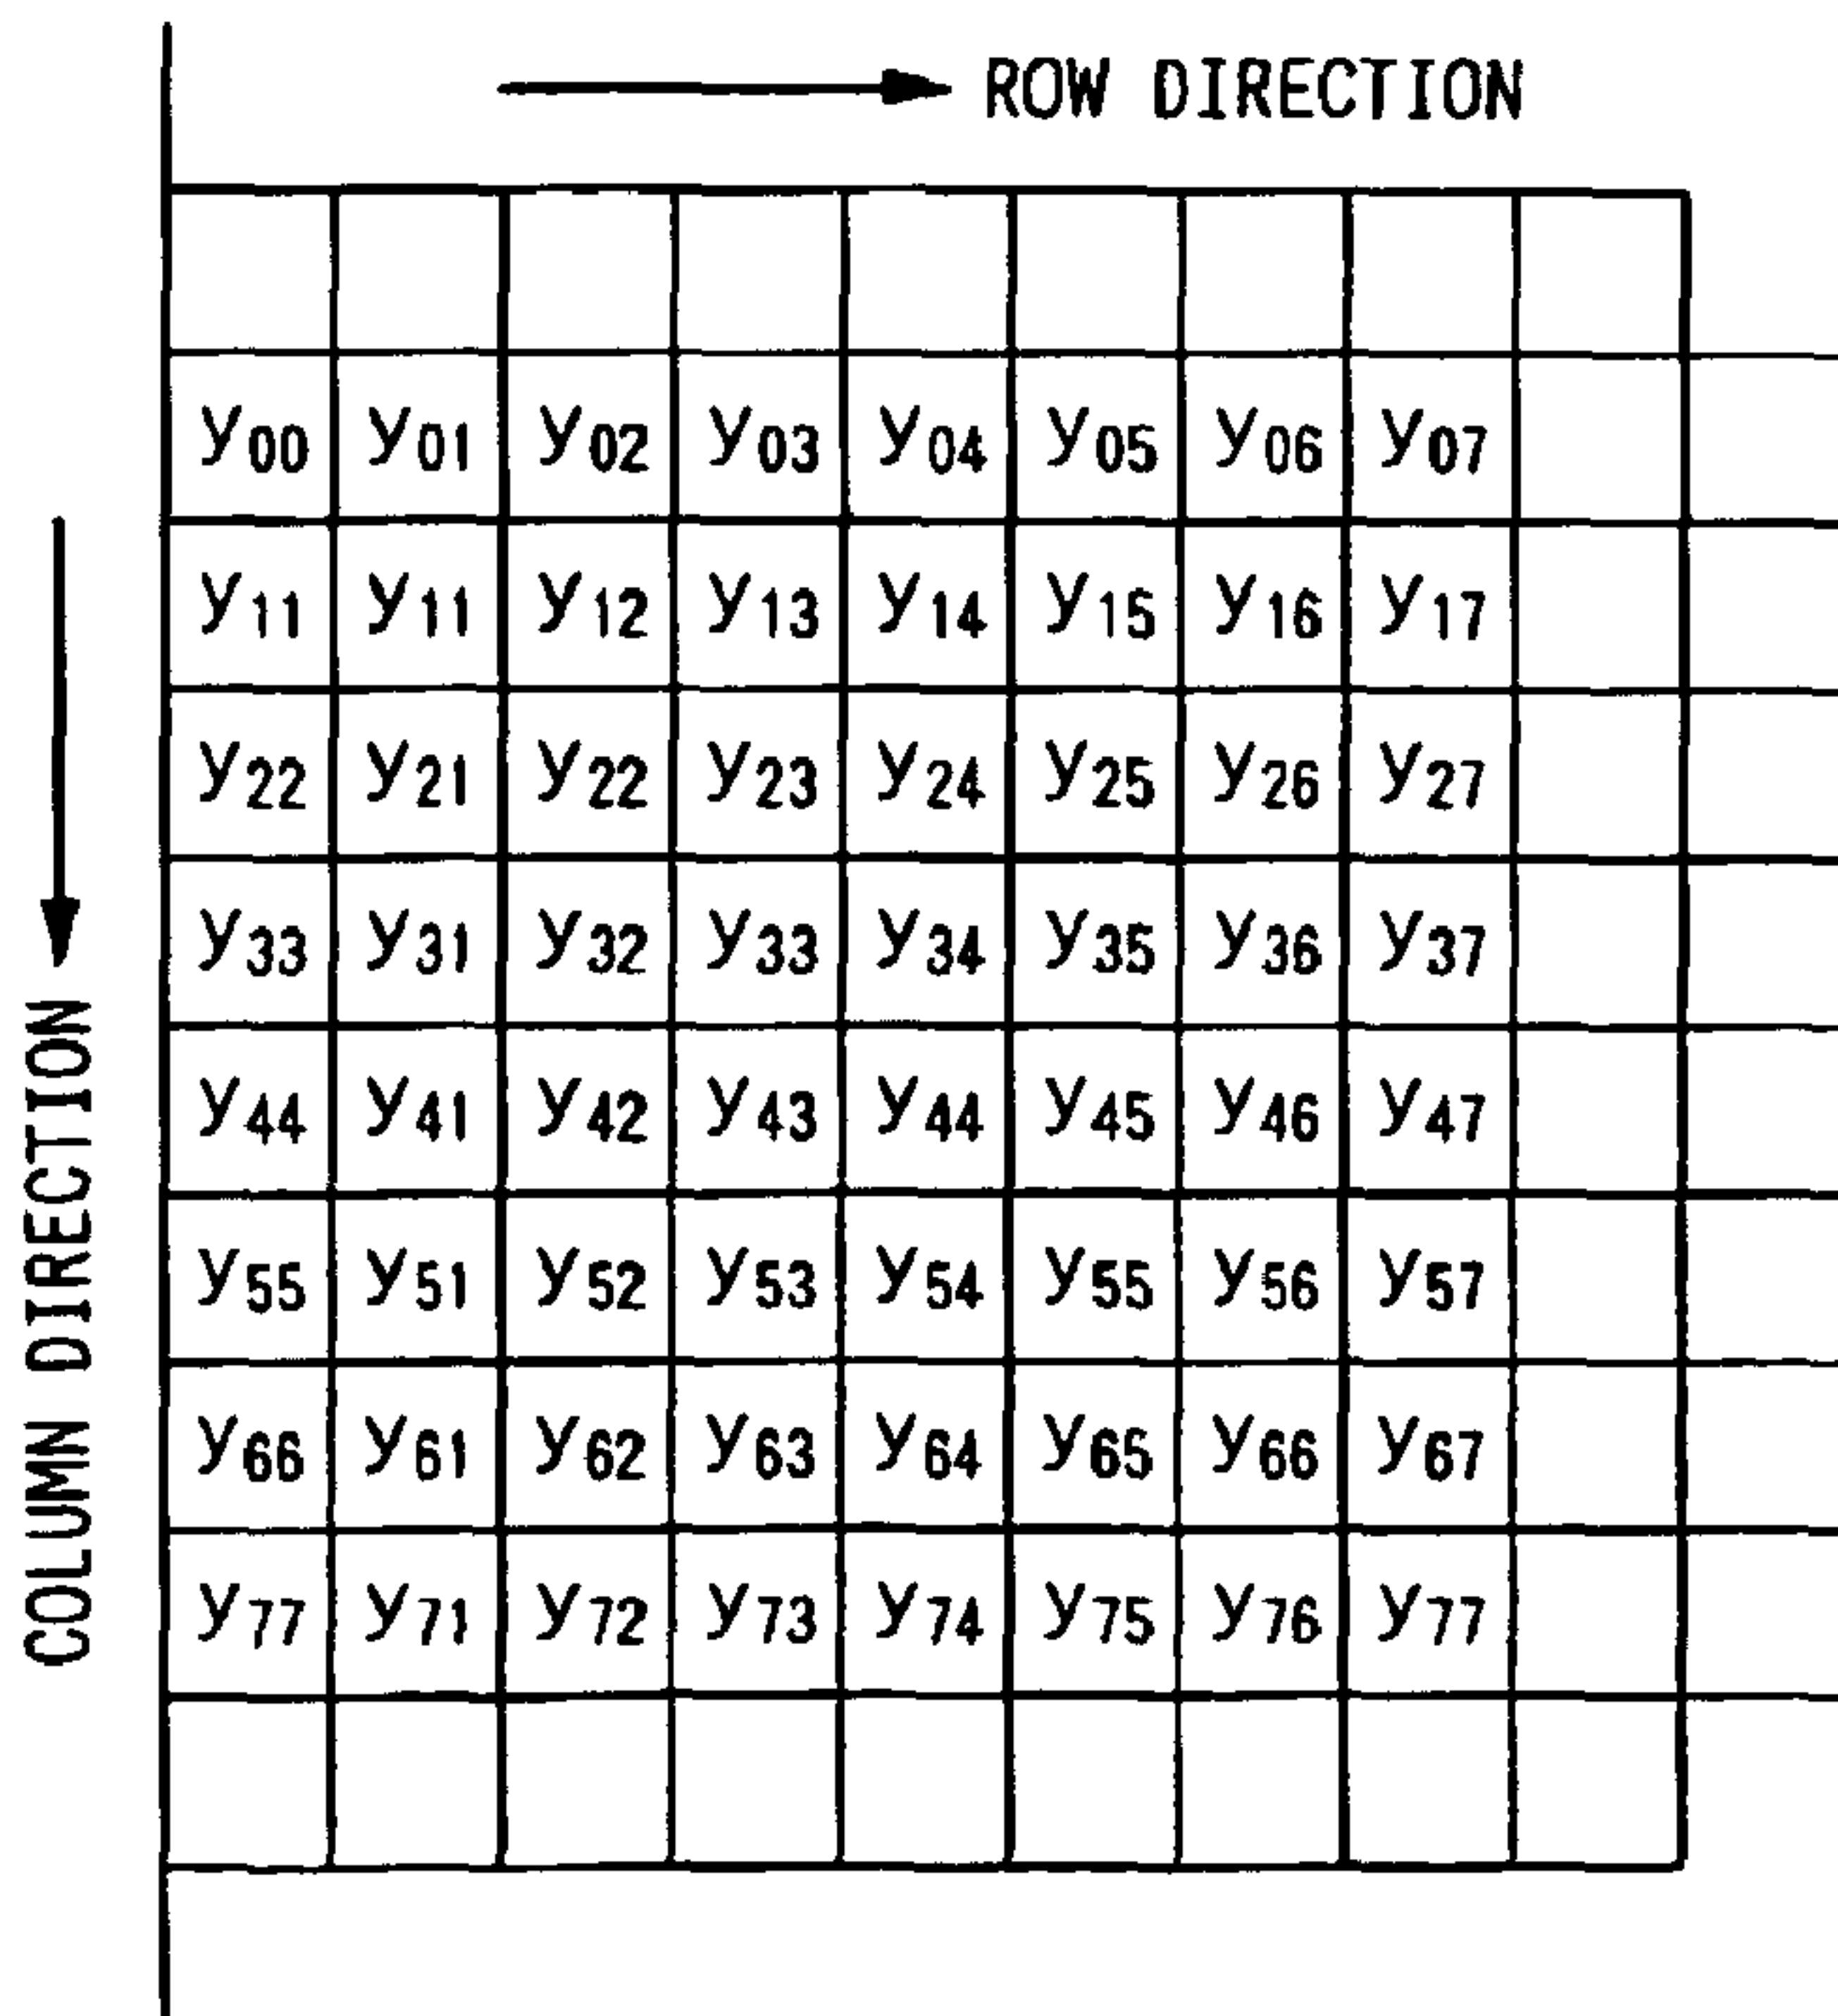 ROW DIRECTION
y00 y01 y02 y03 y04 y05 y06 y07
y11 y11 y12 y13 y14 y15 y16 y17
y22 y21 y22 y23 y24 y25 y26 y27
y33 y31 y32 y33 y34 y35 y36 y37
y44 y41 y42 y43 y44 y45 y46 y47
y55 y51 y52 y53 y54 y55 y56 y57
y66 y61 y62 y63 y64 y65 y66 y67
y77 y71 y72 y73 y74 y75 y76 y77
COLUMN DIRECTION